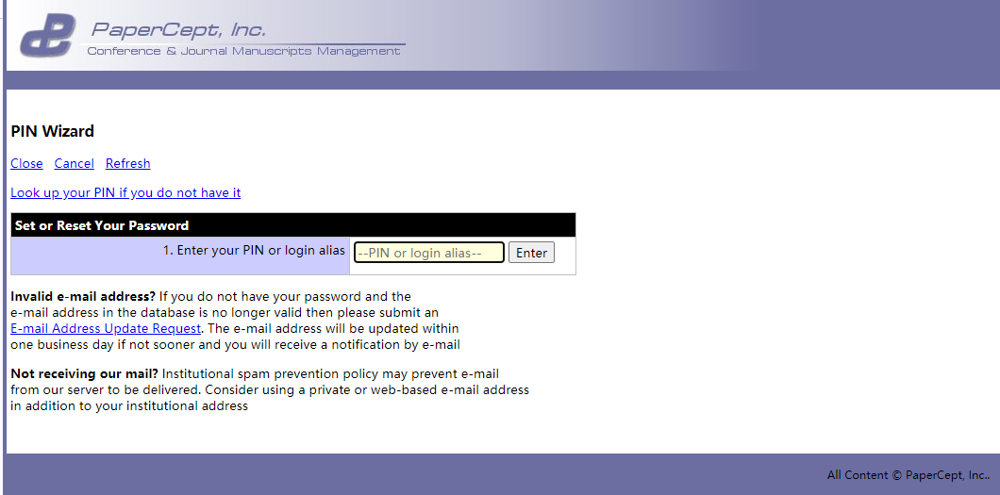 PaperCept, Inc.
Conference & Journal Manuscripts Management
PIN Wizard
Close Cancel Refresh
Look up your PIN if you do not have it
Set or Reset Your Password
1. Enter your PIN or login alias --PIN or login alias-- Enter
Invalid e-mail address? If you do not have your password and the
e-mail address in the database is no longer valid then please submit an
E-mail Address Update Request. The e-mail address will be updated within
one business day if not sooner and you will receive a notification by e-mail
Not receiving our mail? Institutional spam prevention policy may prevent e-mail
from our server to be delivered. Consider using a private or web-based e-mail address
in addition to your institutional address
All Content © PaperCept, Inc..